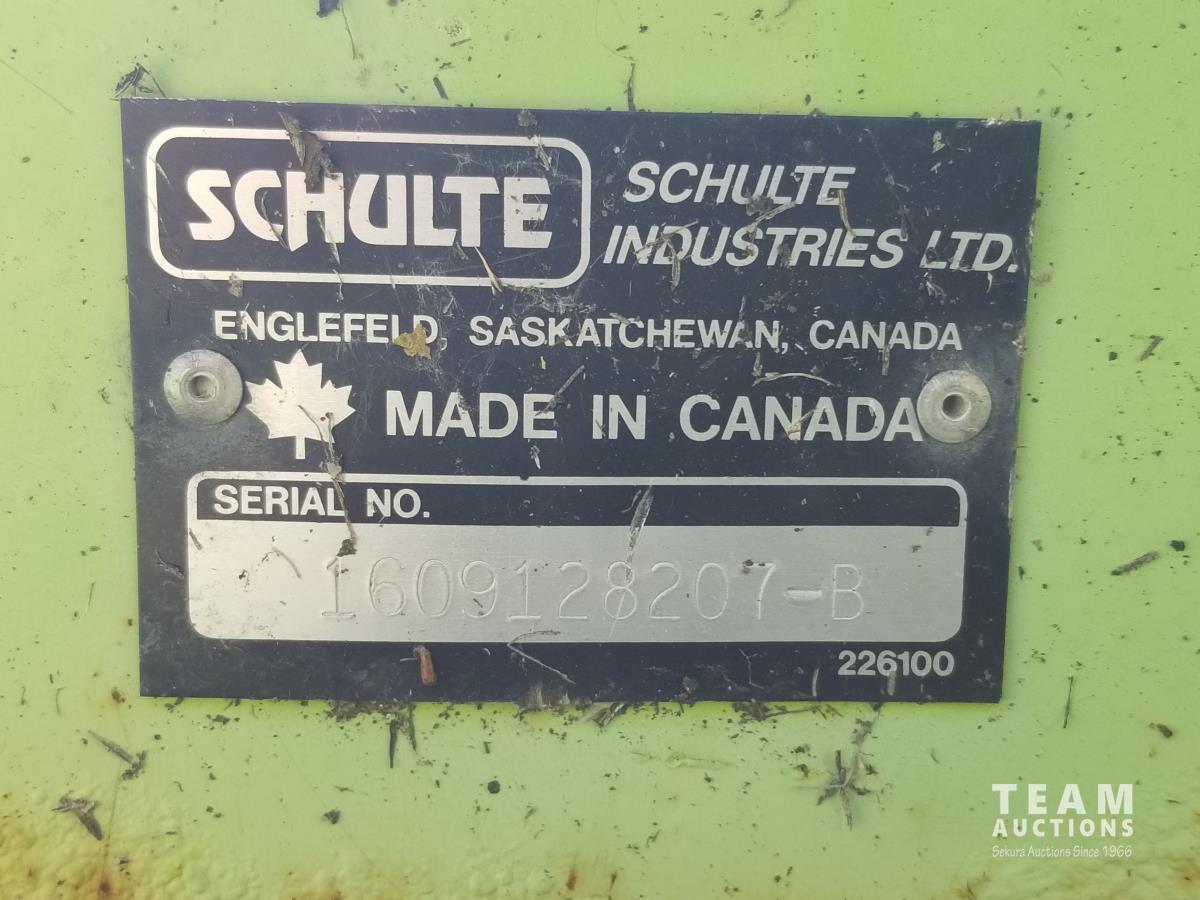 SCHULTE
SCHULTE
INDUSTRIES LTD.
ENGLEFELD, SASKATCHEWAN, CANADA
MADE IN CANADA
SERIAL NO.
1609128207-B
226100
TEAM
AUCTIONS
Sekura Auctions Since 1966